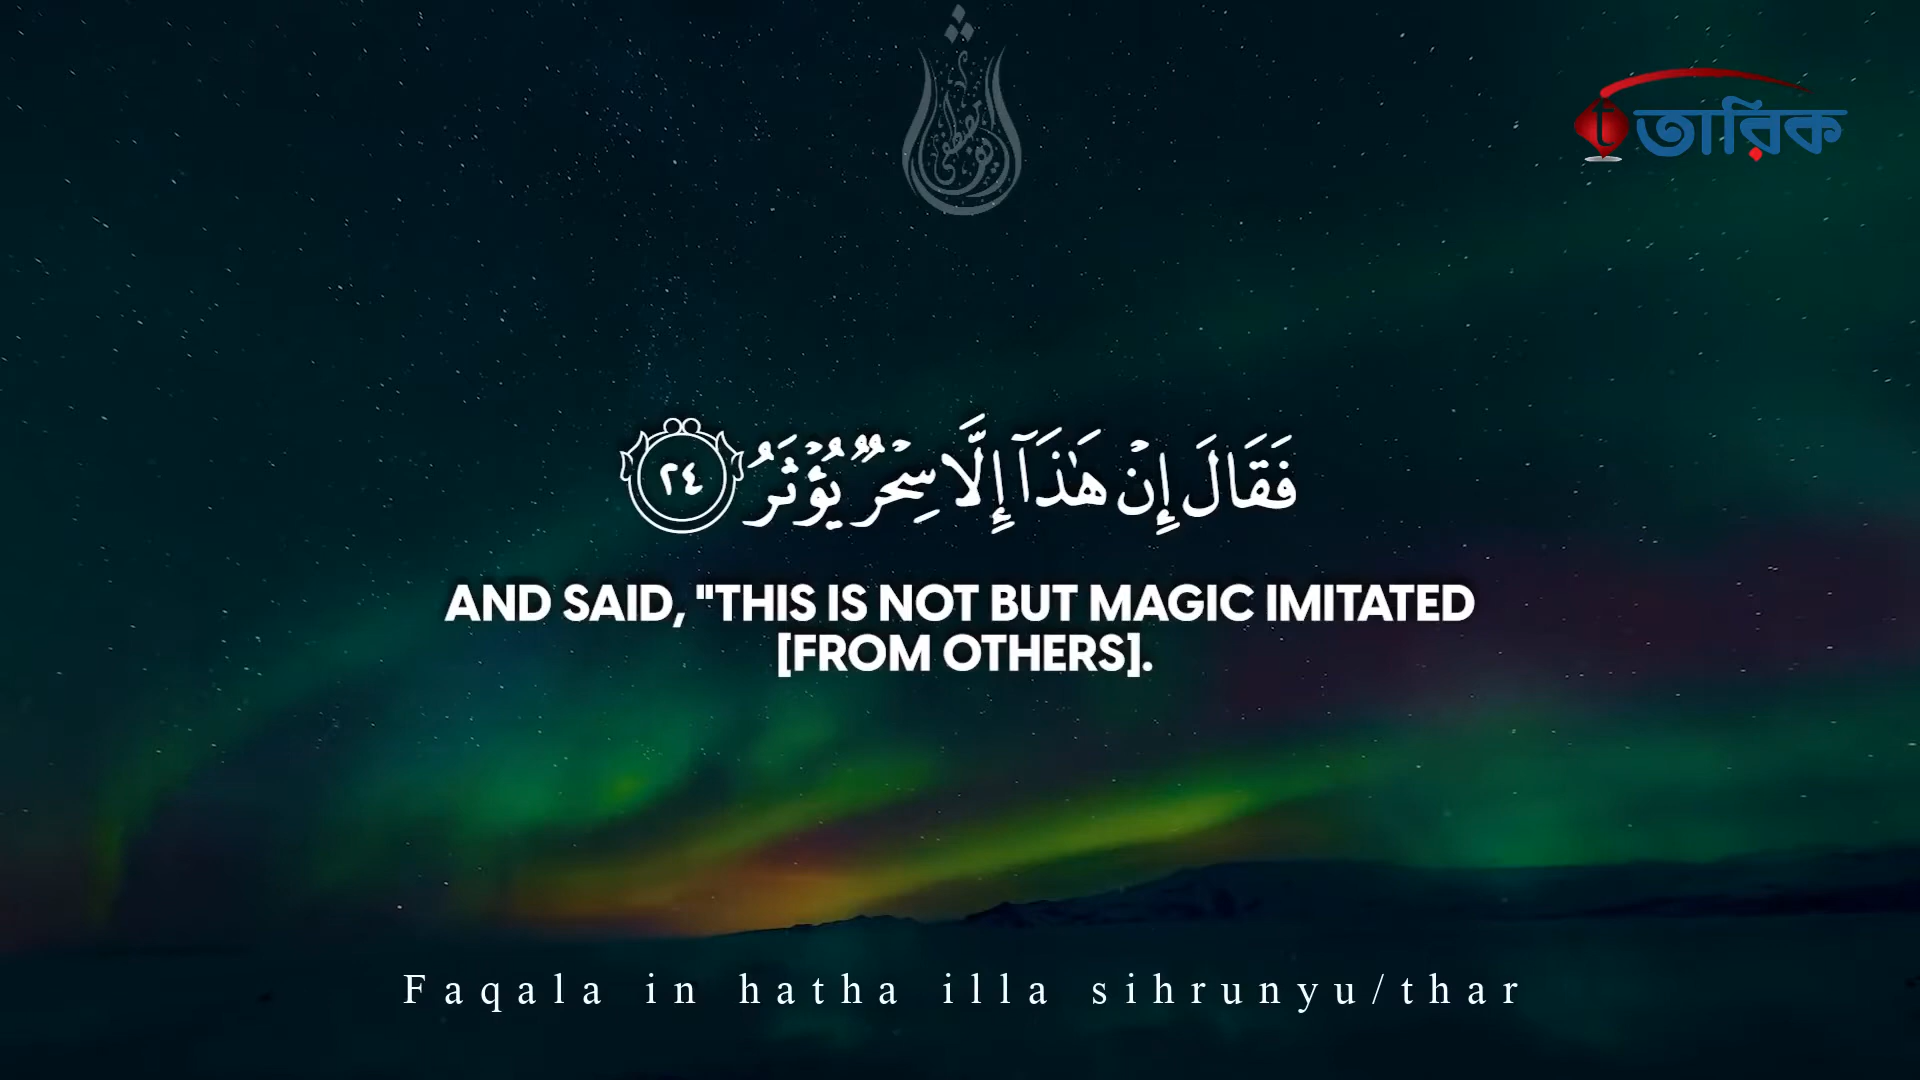 তারিক
فَقَالَ إِنۡ هَٰذَآ إِلَّا سِحۡرٞ يُؤۡثَرُ ٢٤
AND SAID, "THIS IS NOT BUT MAGIC IMITATED
[FROM OTHERS].
Faqala in hatha illa sihrunyu/thar